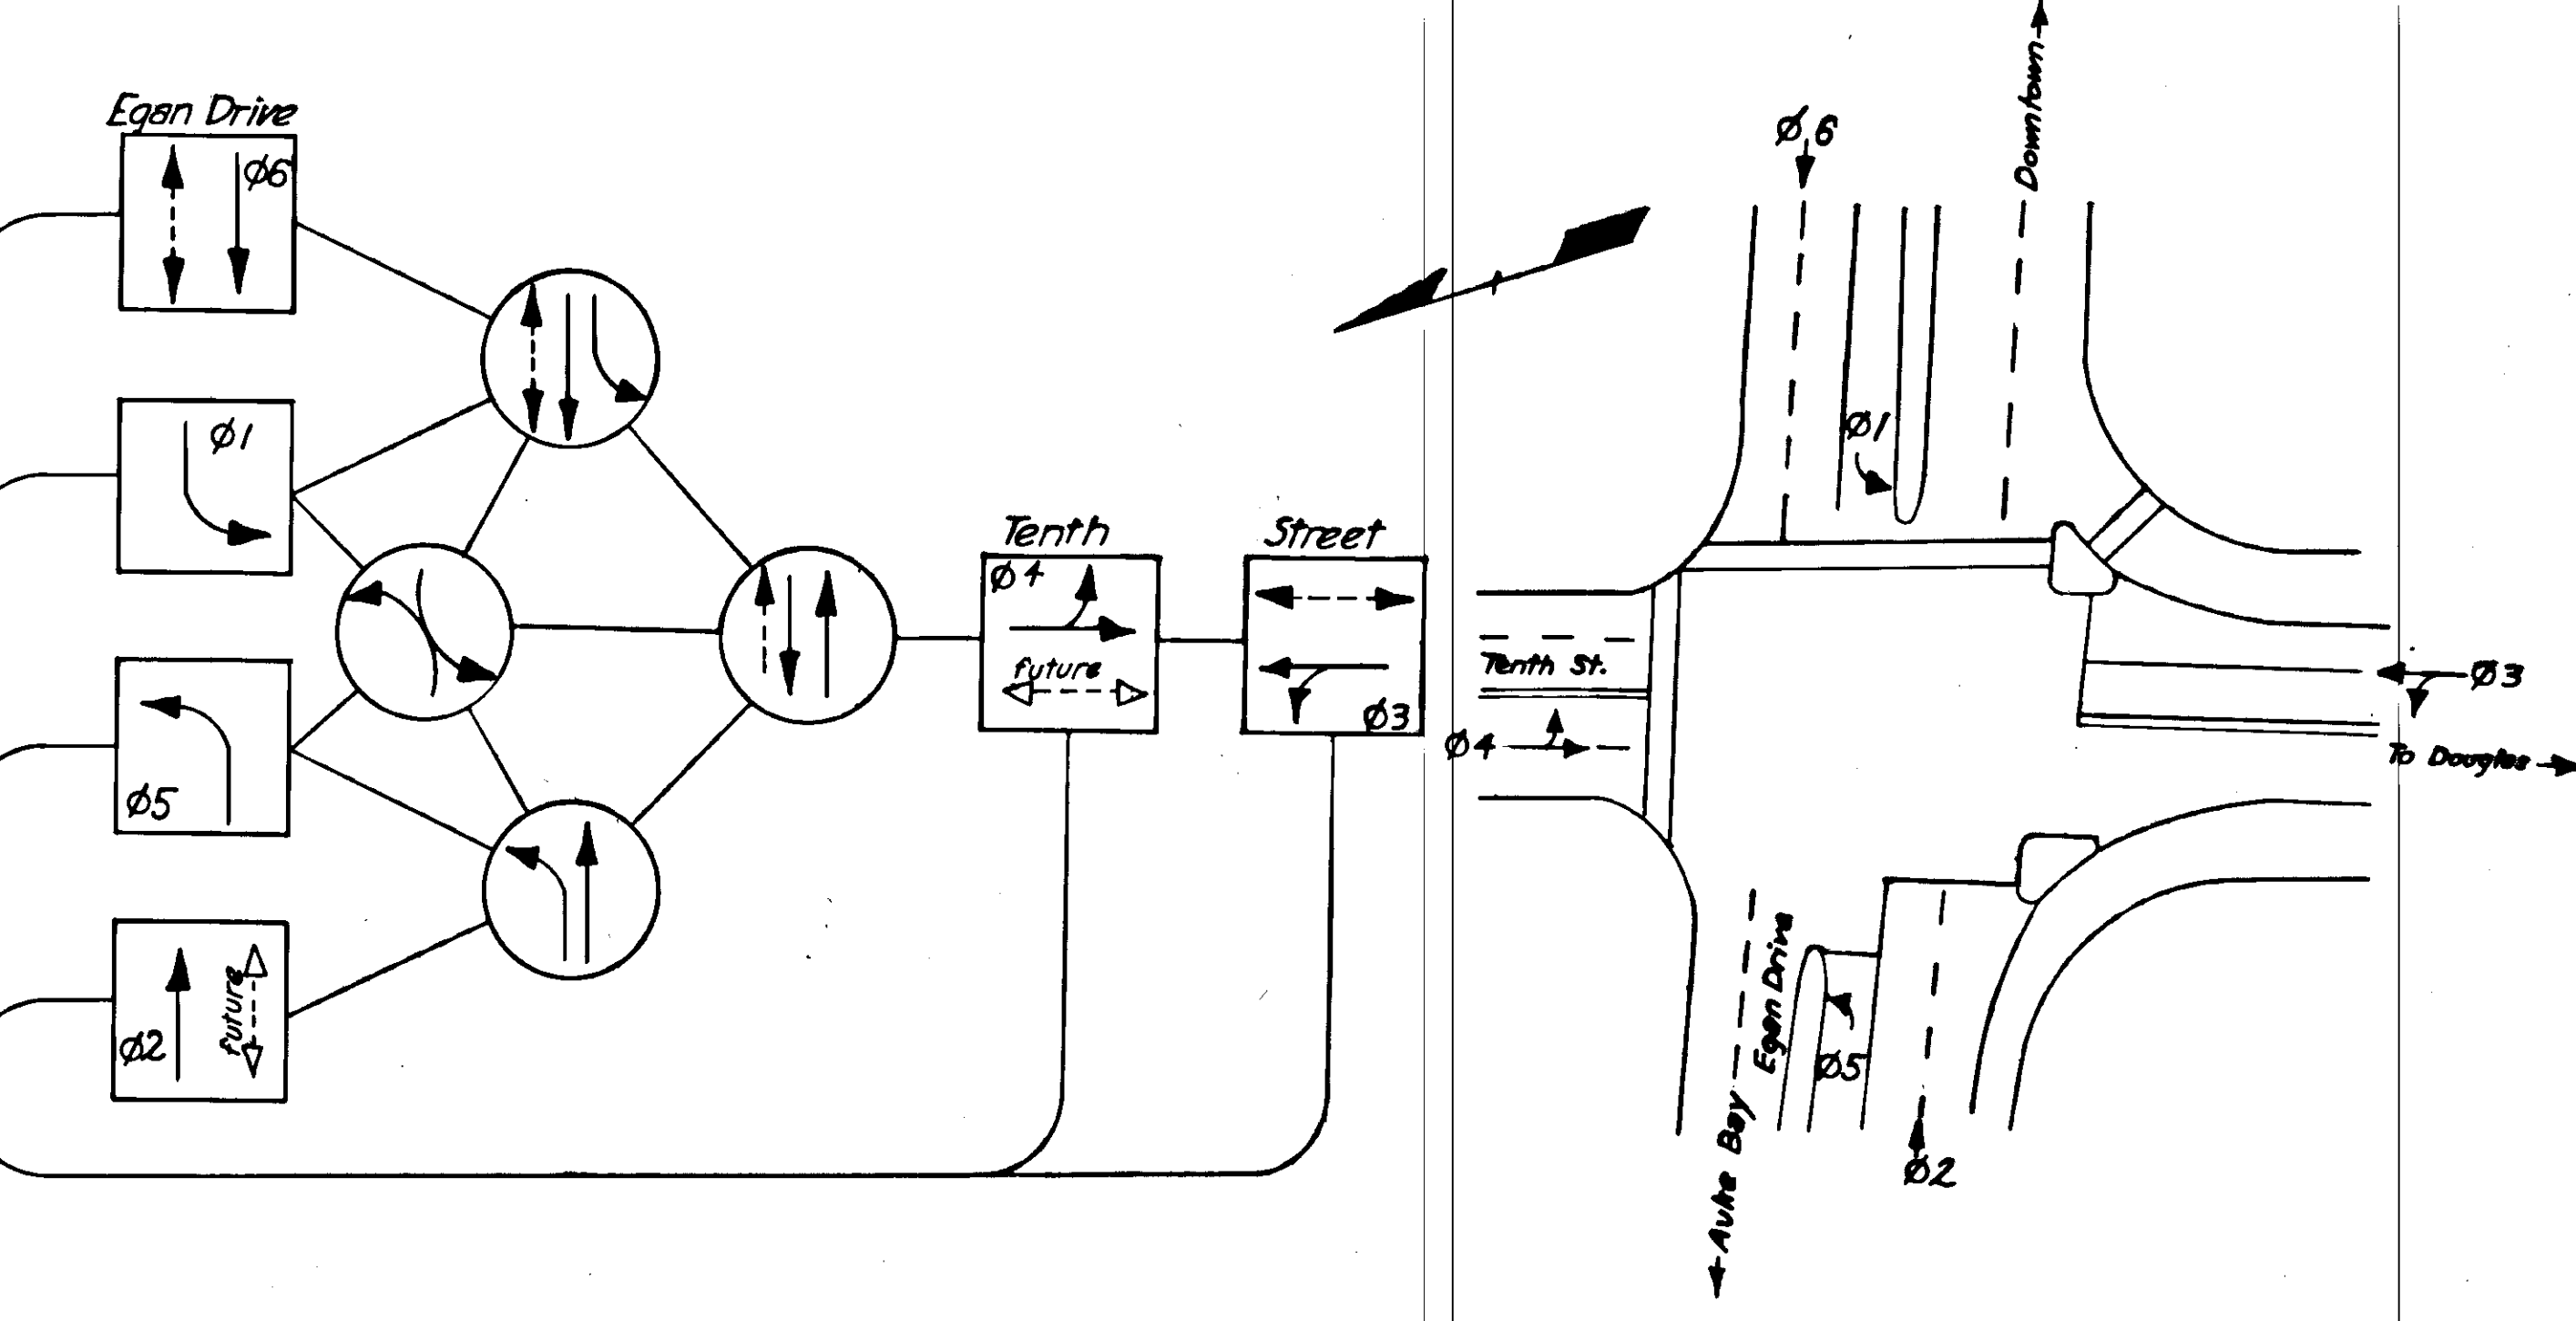 Egan Drive
Ø6
Ø1
Ø5
Ø2
future
Tenth Street
Ø4
future
Ø3
Downtown
Ø6
Ø1
Tenth St.
Ø4
Ø3
To Douglas
Egan Drive
Ø5
Auke Bay
Ø2